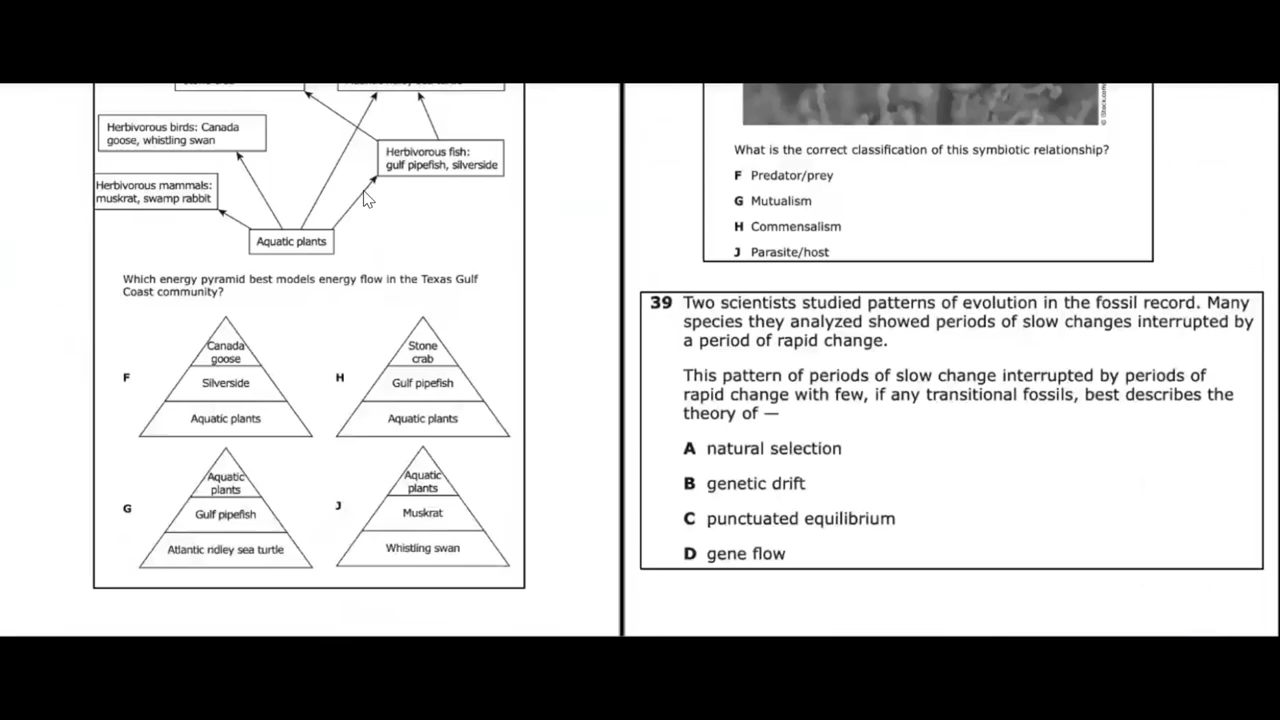 Herbivorous birds: Canada
goose, whistling swan
Herbivorous fish:
gulf pipefish, silverside
Herbivorous mammals:
muskrat, swamp rabbit
Aquatic plants
Which energy pyramid best models energy flow in the Texas Gulf
Coast community?
F
Canada
goose
Silverside
Aquatic plants
H
Stone
crab
Gulf pipefish
Aquatic plants
G
Aquatic
plants
Gulf pipefish
Atlantic ridley sea turtle
J
Aquatic
plants
Muskrat
Whistling swan
What is the correct classification of this symbiotic relationship?
F Predator/prey
G Mutualism
H Commensalism
J Parasite/host
39 Two scientists studied patterns of evolution in the fossil record. Many
species they analyzed showed periods of slow changes interrupted by
a period of rapid change.
This pattern of periods of slow change interrupted by periods of
rapid change with few, if any transitional fossils, best describes the
theory of —
A natural selection
B genetic drift
C punctuated equilibrium
D gene flow